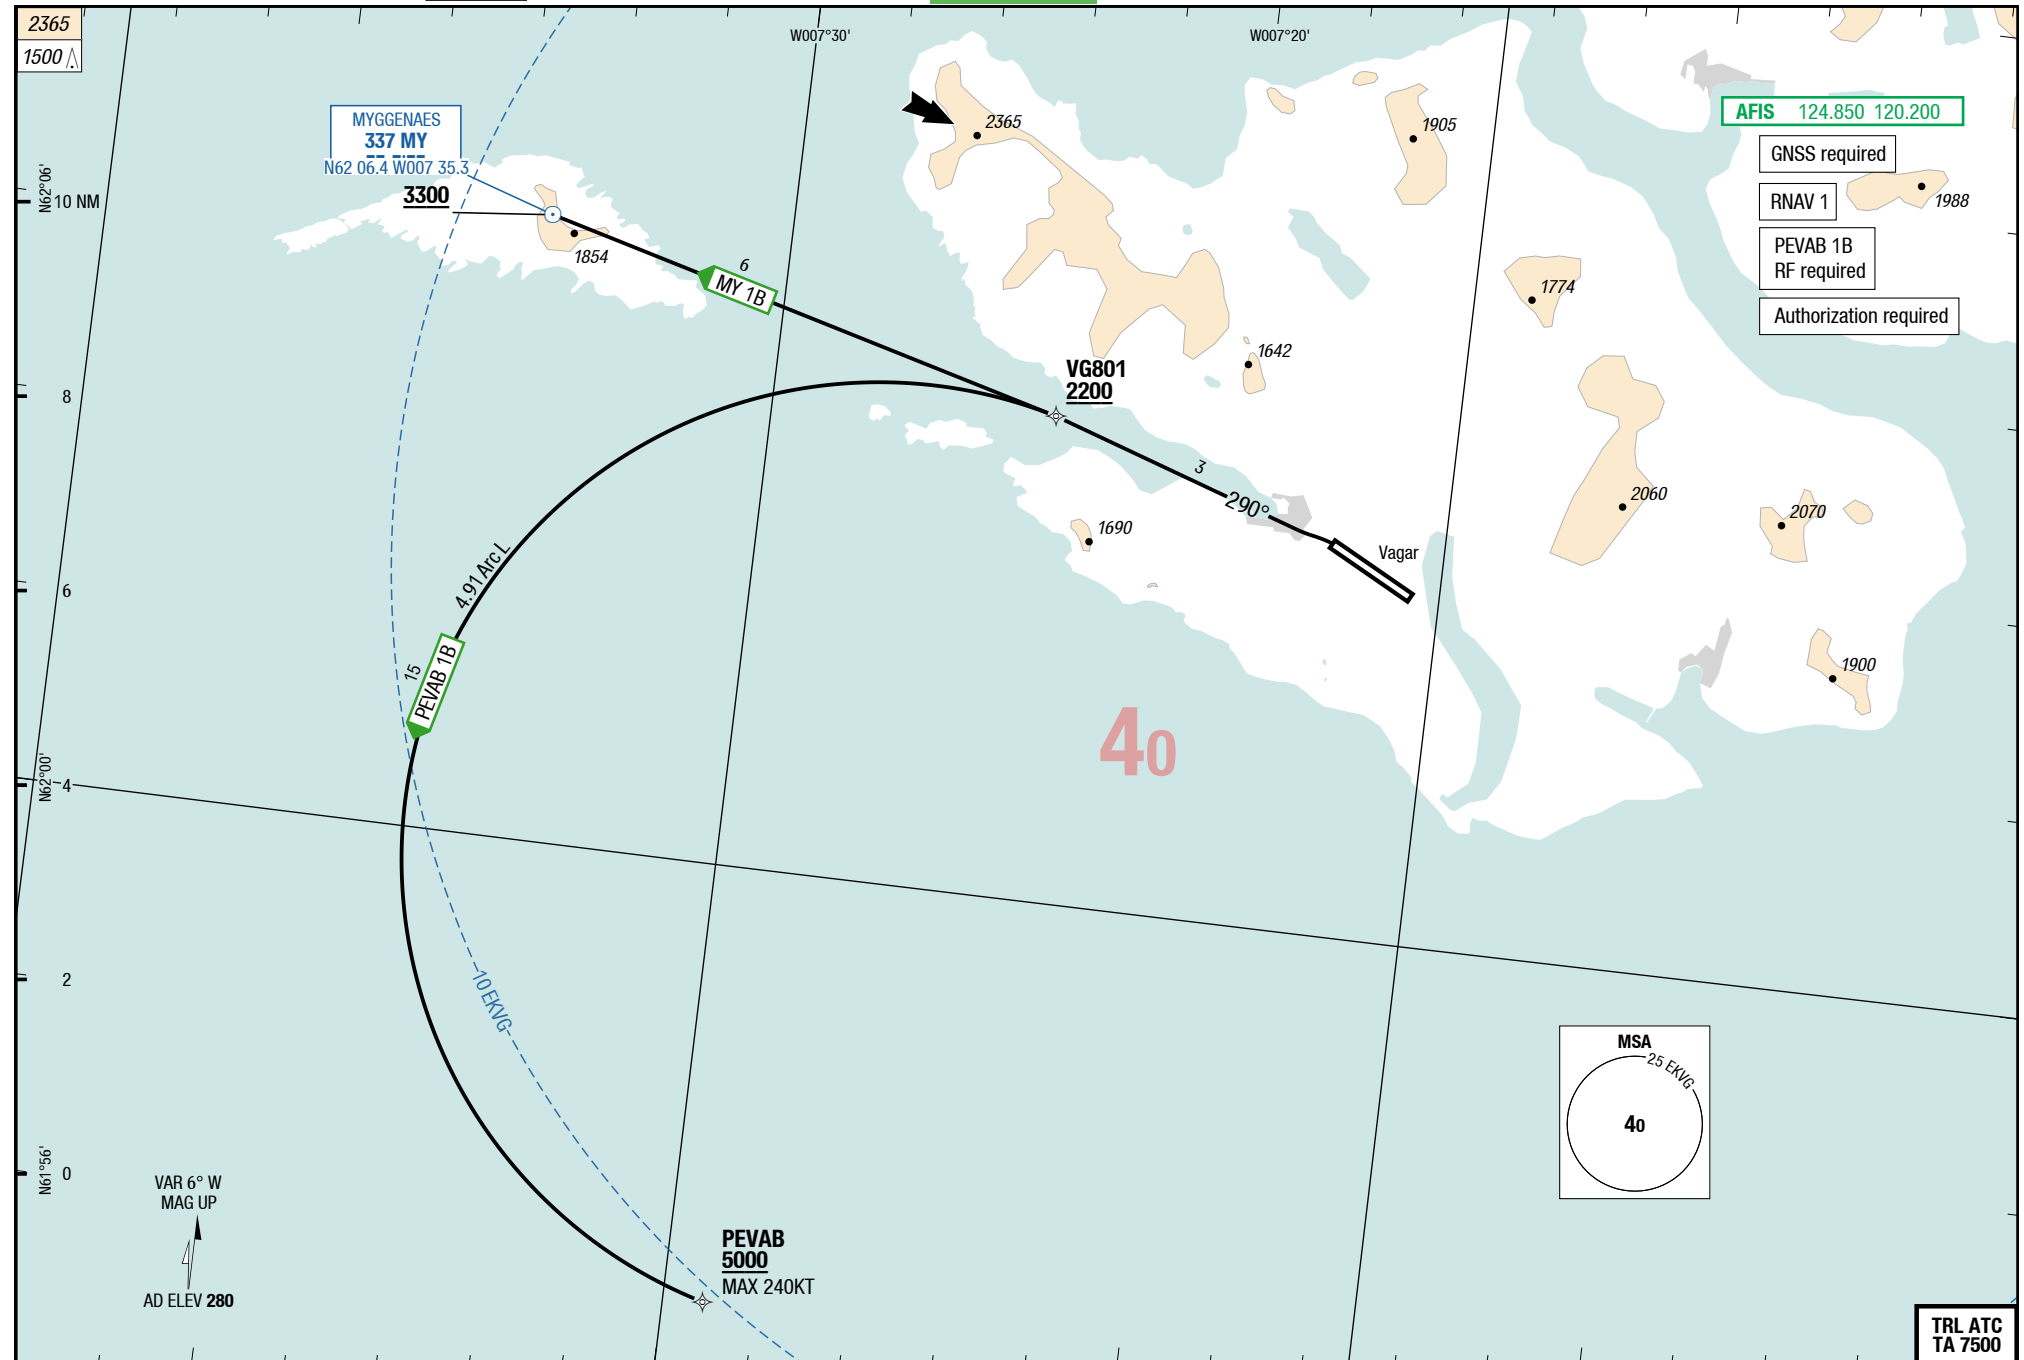 2365
1500
W007°30'
W007°20'
MYGGENAES
337 MY
N62 06.4 W007 35.3
3300
1854
2365
1905
AFIS 124.850 120.200
GNSS required
RNAV 1
1988
PEVAB 1B
RF required
Authorization required
N62°06'
10 NM
6
MY 1B
1774
1642
VG801
2200
8
3
290°
2060
2070
1690
Vagar
4.91 Arc L
6
15
PEVAB 1B
1900
40
N62°00'
4
2
10 EKVG
MSA
25 EKVG
40
N61°56'
0
VAR 6° W
MAG UP
AD ELEV 280
PEVAB
5000
MAX 240KT
TRL ATC
TA 7500